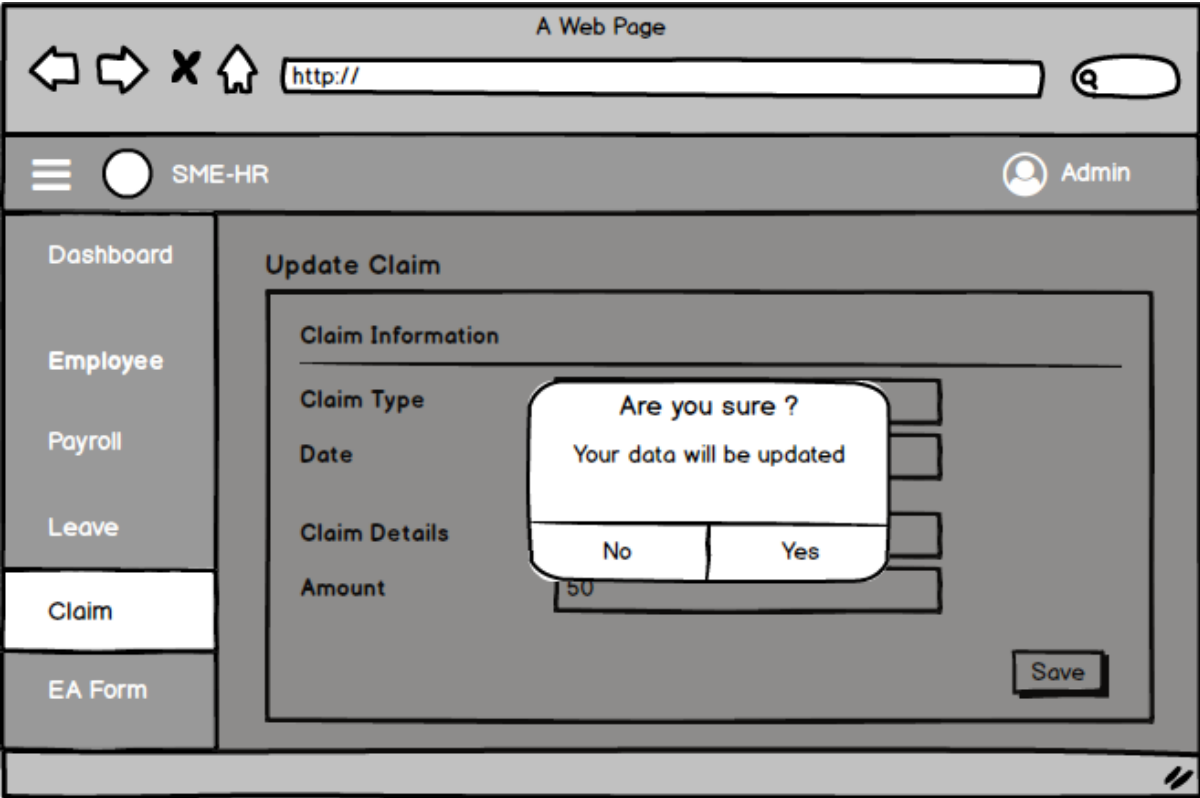 A Web Page
http://
SME-HR
Admin
Dashboard
Employee
Payroll
Leave
Claim
EA Form
Update Claim
Claim Information
Claim Type
Date
Claim Details
Amount
50
Save
Are you sure ?
Your data will be updated
No Yes